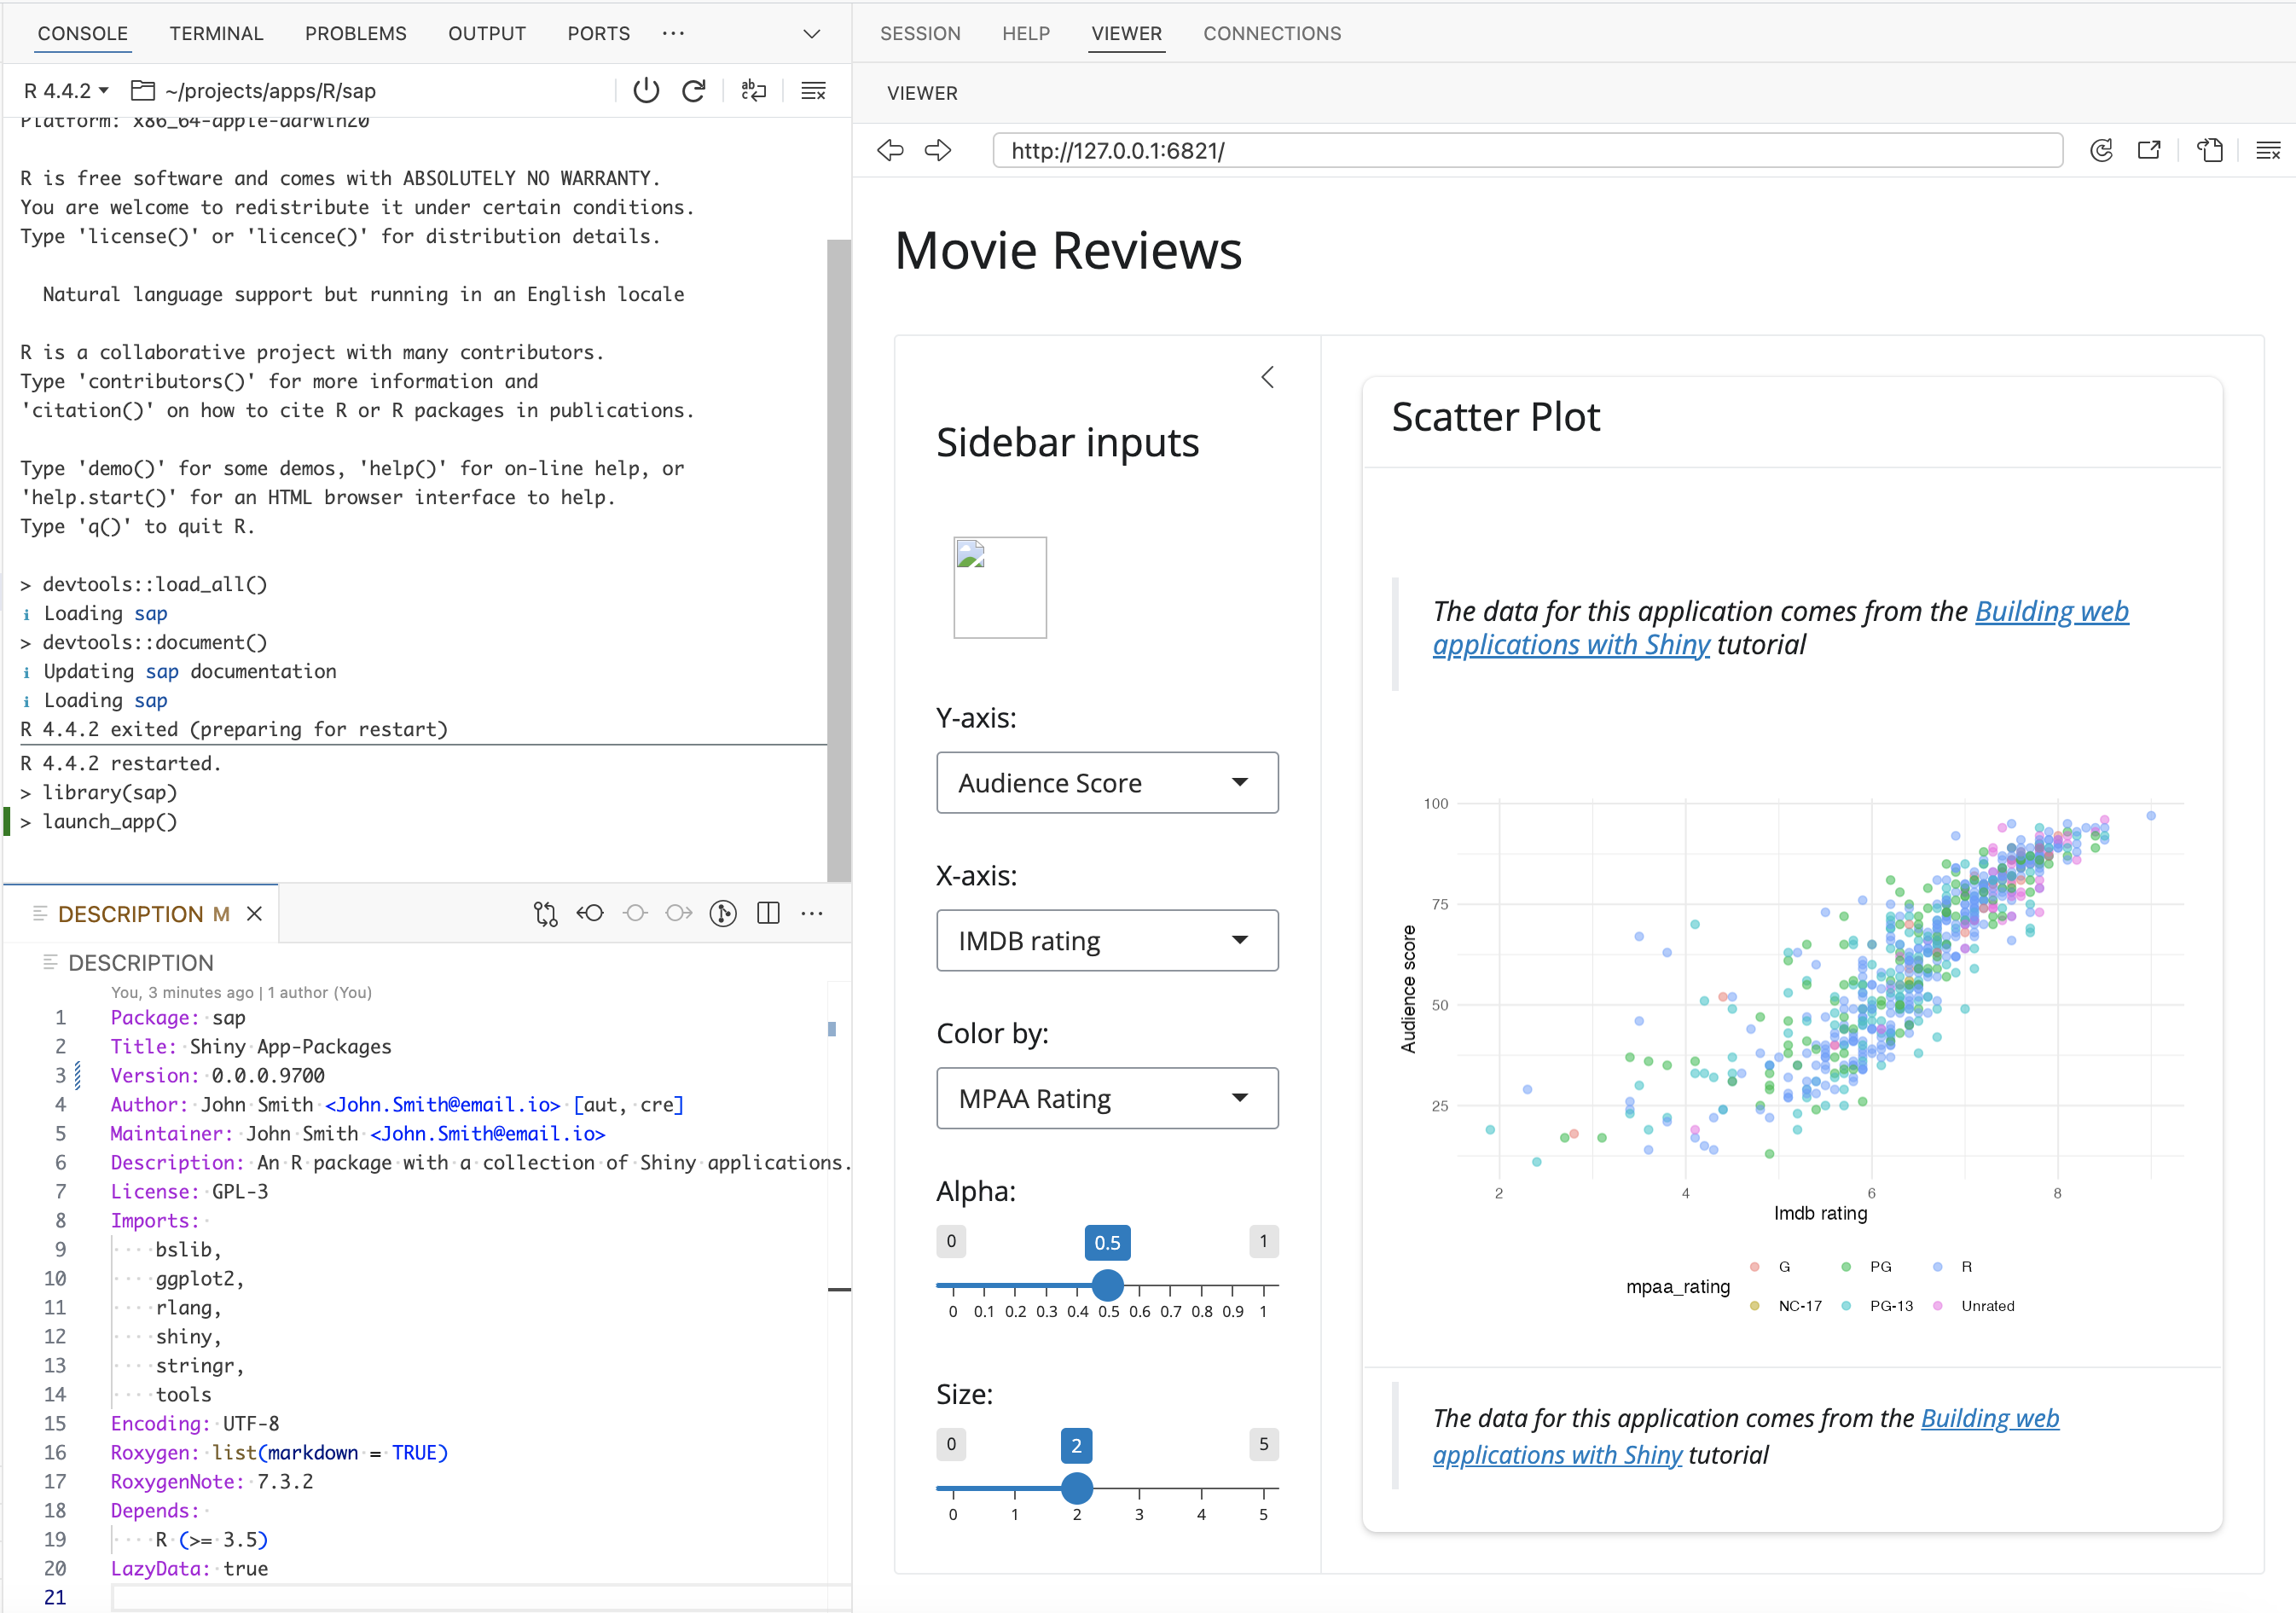 CONSOLE TERMINAL PROBLEMS OUTPUT PORTS ···
R 4.4.2 ~/projects/apps/R/sap
Platform: x86_64-apple-darwin20
R is free software and comes with ABSOLUTELY NO WARRANTY.
You are welcome to redistribute it under certain conditions.
Type 'license()' or 'licence()' for distribution details.
Natural language support but running in an English locale
R is a collaborative project with many contributors.
Type 'contributors()' for more information and
'citation()' on how to cite R or R packages in publications.
Type 'demo()' for some demos, 'help()' for on-line help, or
'help.start()' for an HTML browser interface to help.
Type 'q()' to quit R.
> devtools::load_all()
ℹ Loading sap
> devtools::document()
ℹ Updating sap documentation
ℹ Loading sap
R 4.4.2 exited (preparing for restart)
R 4.4.2 restarted.
> library(sap)
> launch_app()
DESCRIPTION M
DESCRIPTION
You, 3 minutes ago | 1 author (You)
1 Package: sap
2 Title: Shiny App-Packages
3 Version: 0.0.0.9700
4 Author: John Smith <John.Smith@email.io> [aut, cre]
5 Maintainer: John Smith <John.Smith@email.io>
6 Description: An R package with a collection of Shiny applications.
7 License: GPL-3
8 Imports:
9 bslib,
10 ggplot2,
11 rlang,
12 shiny,
13 stringr,
14 tools
15 Encoding: UTF-8
16 Roxygen: list(markdown = TRUE)
17 RoxygenNote: 7.3.2
18 Depends:
19 R (>= 3.5)
20 LazyData: true
21
SESSION HELP VIEWER CONNECTIONS
VIEWER
http://127.0.0.1:6821/
Movie Reviews
Sidebar inputs
Y-axis:
Audience Score
X-axis:
IMDB rating
Color by:
MPAA Rating
Alpha:
0 0.5 1
0 0.1 0.2 0.3 0.4 0.5 0.6 0.7 0.8 0.9 1
Size:
0 2 5
0 1 2 3 4 5
Scatter Plot
The data for this application comes from the Building web
applications with Shiny tutorial
100
75
50
25
Audience score
2 4 6 8
Imdb rating
mpaa_rating
G PG R
NC-17 PG-13 Unrated
The data for this application comes from the Building web
applications with Shiny tutorial